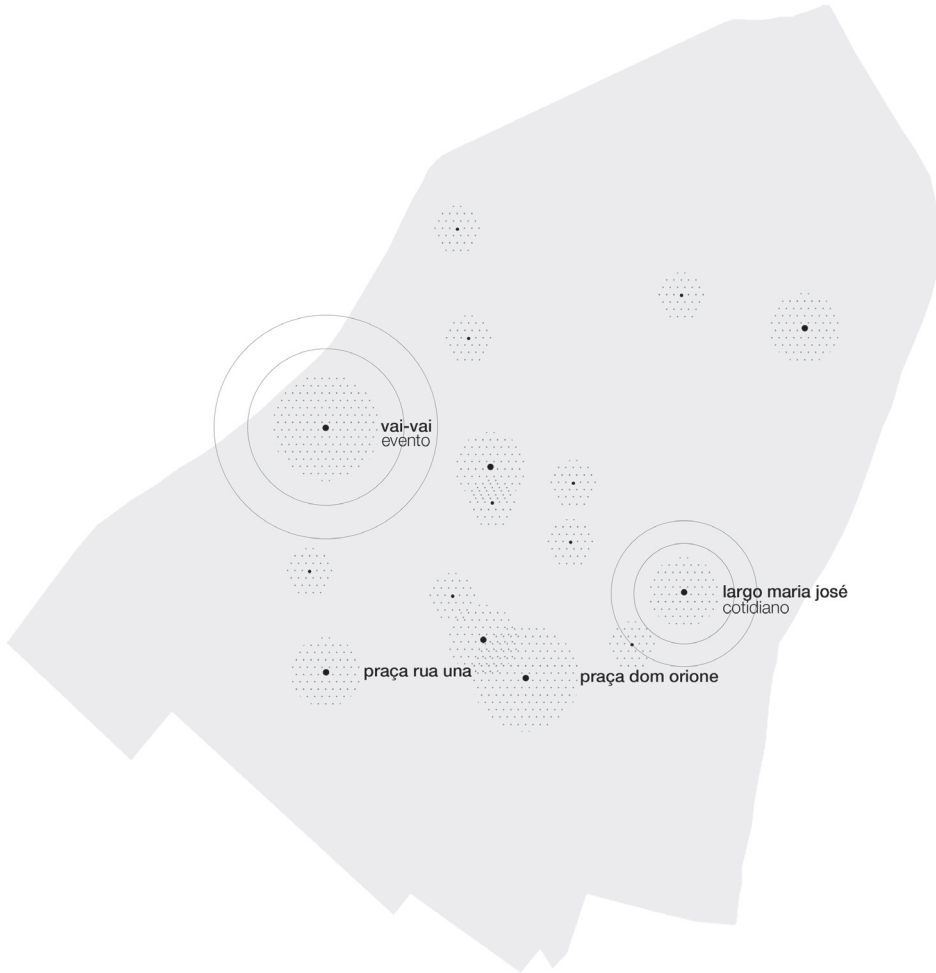 vai-vai
evento
largo maria josé
cotidiano
praça rua una
praça dom orione